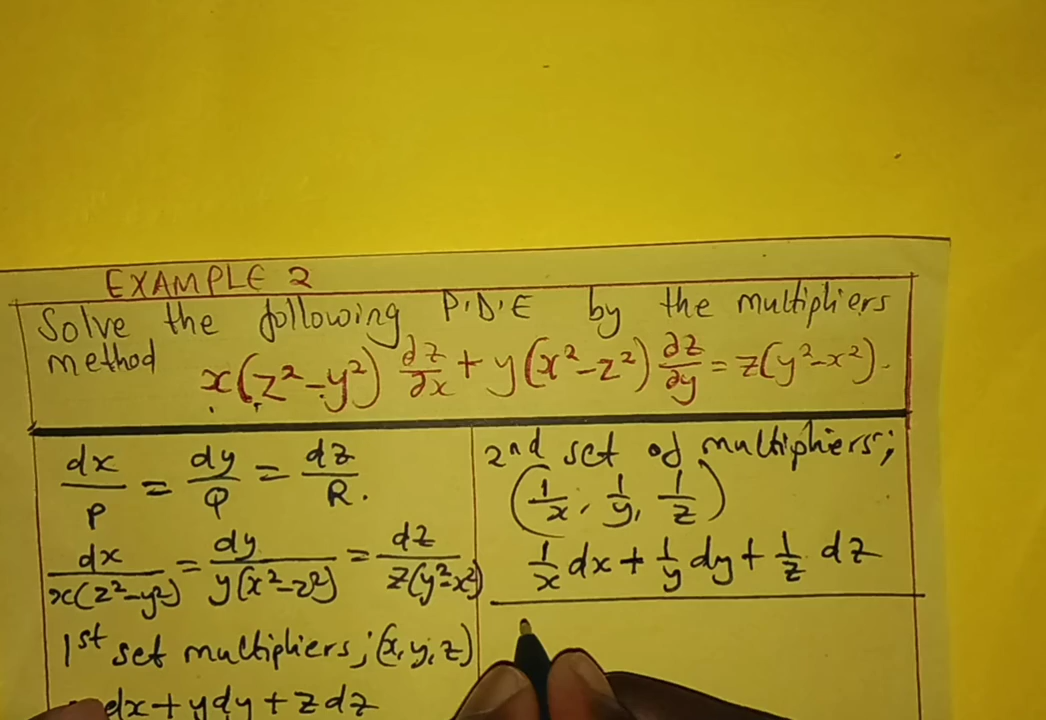 EXAMPLE 2
Solve the following P.D.E by the multipliers
method x(z²-y²) ∂z/∂x + y(x²-z²) ∂z/∂y = z(y²-x²).
dx/P = dy/Q = dz/R.
dx/x(z²-y²) = dy/y(x²-z²) = dz/z(y²-x²)
1st set multipliers; (x, y, z)
dx + ydy + zdz
2nd set of multipliers;
(1/x, 1/y, 1/z)
1/x dx + 1/y dy + 1/z dz